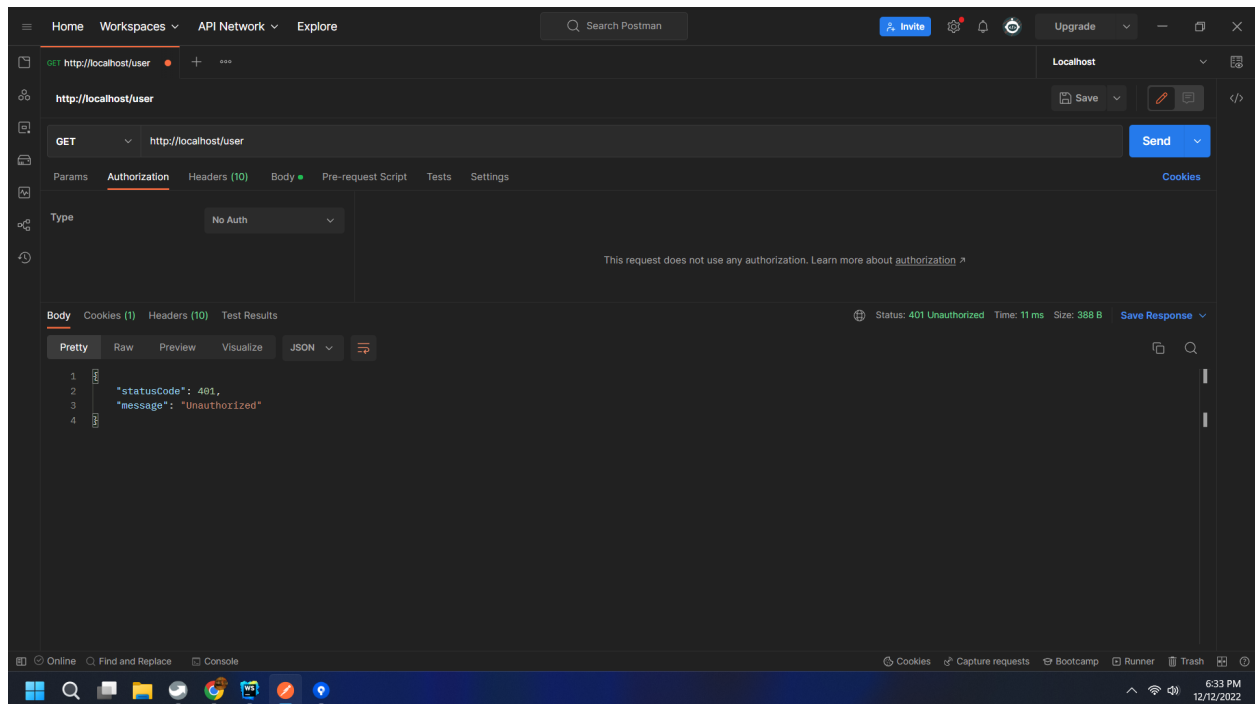 Home Workspaces API Network Explore Search Postman Invite Upgrade
GET http://localhost/user Localhost
http://localhost/user Save
GET http://localhost/user Send
Params Authorization Headers (10) Body Pre-request Script Tests Settings Cookies
Type No Auth
This request does not use any authorization. Learn more about authorization ↗
Body Cookies (1) Headers (10) Test Results Status: 401 Unauthorized Time: 11 ms Size: 388 B Save Response
Pretty Raw Preview Visualize JSON
1 {
2 "statusCode": 401,
3 "message": "Unauthorized"
4 }
Online Find and Replace Console Cookies Capture requests Bootcamp Runner Trash
WS 6:33 PM
12/12/2022